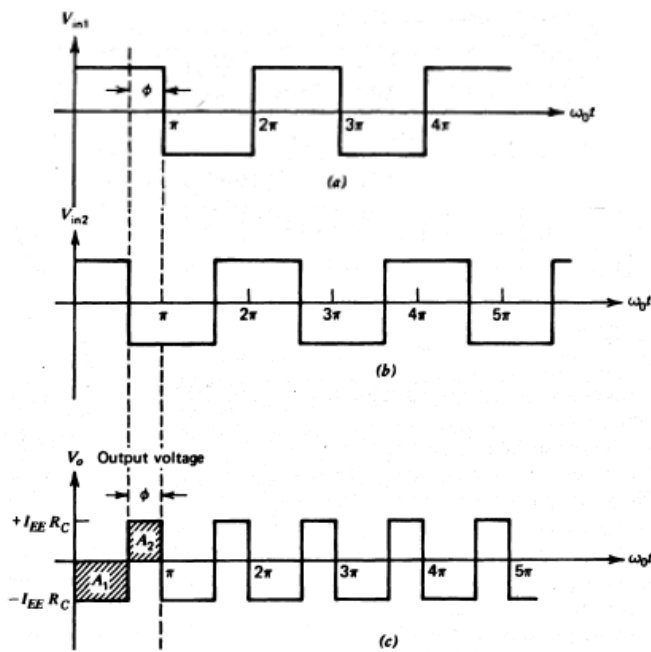 V_in1
ϕ
π 2π 3π 4π ω₀t
(a)
V_in2
π 2π 3π 4π 5π ω₀t
(b)
V_o Output voltage
ϕ
+I_EE R_C
A₂
π 2π 3π 4π 5π ω₀t
A₁
−I_EE R_C
(c)